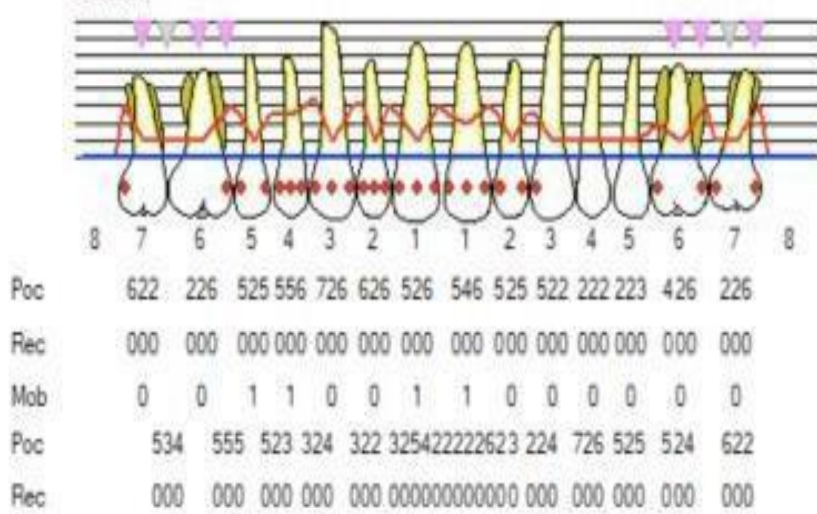 8 7 6 5 4 3 2 1 1 2 3 4 5 6 7 8
Poc 622 226 525 556 726 626 526 546 525 522 222 223 426 226
Rec 000 000 000 000 000 000 000 000 000 000 000 000 000 000
Mob 0 0 1 1 0 0 1 1 0 0 0 0 0 0
Poc 534 555 523 324 322 325422222623 224 726 525 524 622
Rec 000 000 000 000 000 000000000000 000 000 000 000 000